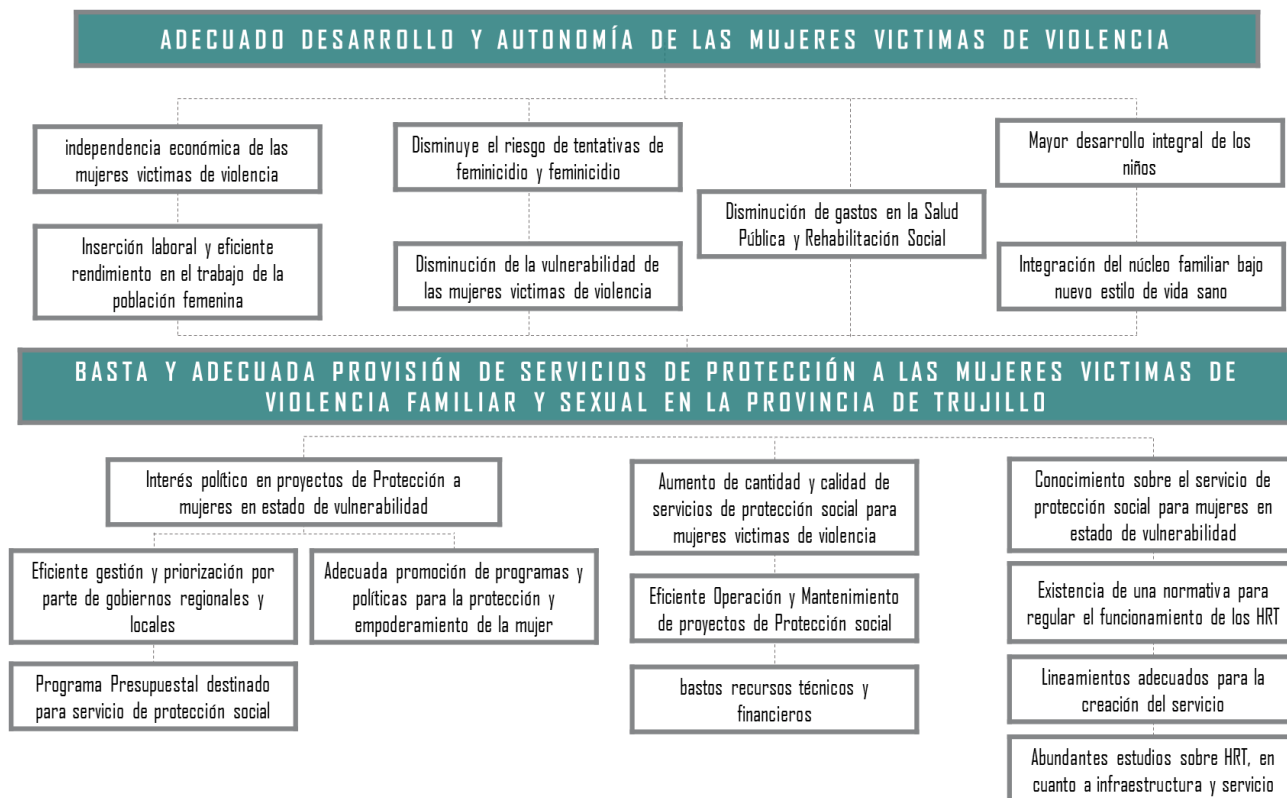 ADECUADO DESARROLLO Y AUTONOMÍA DE LAS MUJERES VICTIMAS DE VIOLENCIA
independencia económica de las
mujeres victimas de violencia
Disminuye el riesgo de tentativas de
feminicidio y feminicidio
Mayor desarrollo integral de los
niños
Disminución de gastos en la Salud
Pública y Rehabilitación Social
Inserción laboral y eficiente
rendimiento en el trabajo de la
población femenina
Disminución de la vulnerabilidad de
las mujeres victimas de violencia
Integración del núcleo familiar bajo
nuevo estilo de vida sano
BASTA Y ADECUADA PROVISIÓN DE SERVICIOS DE PROTECCIÓN A LAS MUJERES VICTIMAS DE
VIOLENCIA FAMILIAR Y SEXUAL EN LA PROVINCIA DE TRUJILLO
Interés político en proyectos de Protección a
mujeres en estado de vulnerabilidad
Aumento de cantidad y calidad de
servicios de protección social para
mujeres victimas de violencia
Conocimiento sobre el servicio de
protección social para mujeres en
estado de vulnerabilidad
Eficiente gestión y priorización por
parte de gobiernos regionales y
locales
Adecuada promoción de programas y
políticas para la protección y
empoderamiento de la mujer
Eficiente Operación y Mantenimiento
de proyectos de Protección social
Existencia de una normativa para
regular el funcionamiento de los HRT
Programa Presupuestal destinado
para servicio de protección social
bastos recursos técnicos y
financieros
Lineamientos adecuados para la
creación del servicio
Abundantes estudios sobre HRT, en
cuanto a infraestructura y servicio